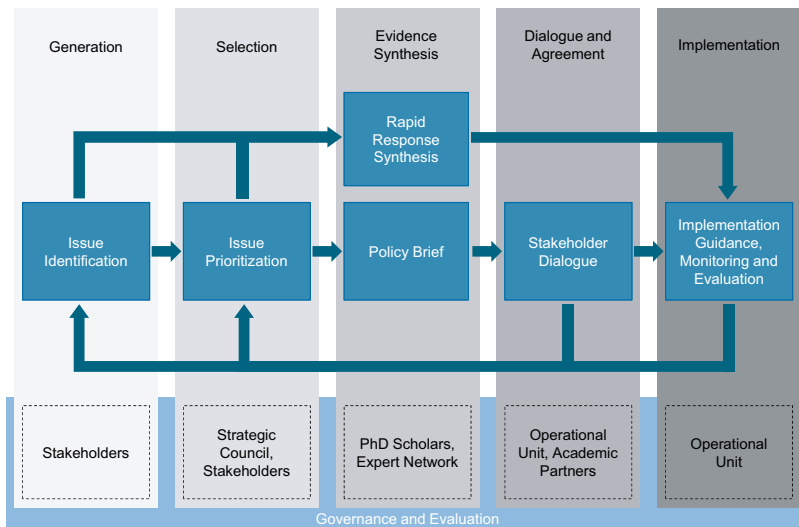 Generation
Selection
Evidence
Synthesis
Dialogue and
Agreement
Implementation
Rapid
Response
Synthesis
Issue
Identification
Issue
Prioritization
Policy Brief
Stakeholder
Dialogue
Implementation
Guidance,
Monitoring and
Evaluation
Stakeholders
Strategic
Council,
Stakeholders
PhD Scholars,
Expert Network
Operational
Unit, Academic
Partners
Operational
Unit
Governance and Evaluation